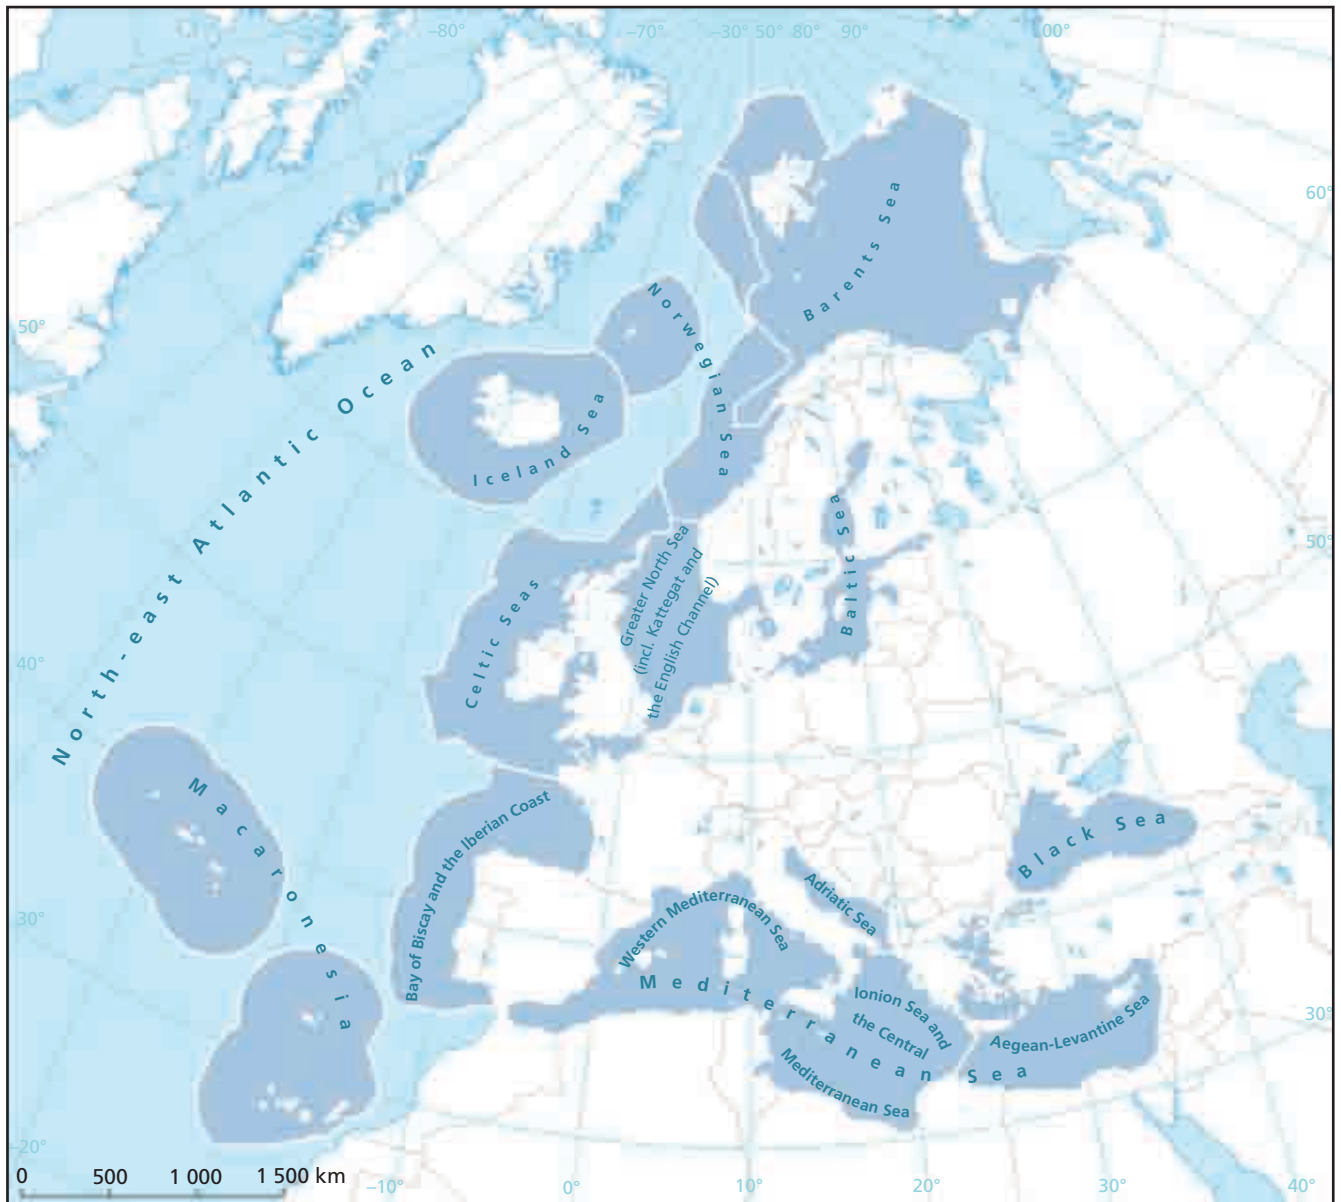 −80° −70° −30° 50° 80° 90° 100°
60°
50°
50°
40°
30°
30°
20°
−10° 0° 10° 20° 30° 40°
North-east Atlantic Ocean
Barents Sea
Norwegian Sea
Iceland Sea
Celtic Seas
Greater North Sea
(incl. Kattegat and
the English Channel)
Baltic Sea
Macaronesia
Bay of Biscay and the Iberian Coast
Black Sea
Adriatic Sea
Western Mediterranean Sea
Mediterranean Sea
Ionion Sea and
the Central
Mediterranean Sea
Aegean-Levantine Sea
0 500 1 000 1 500 km